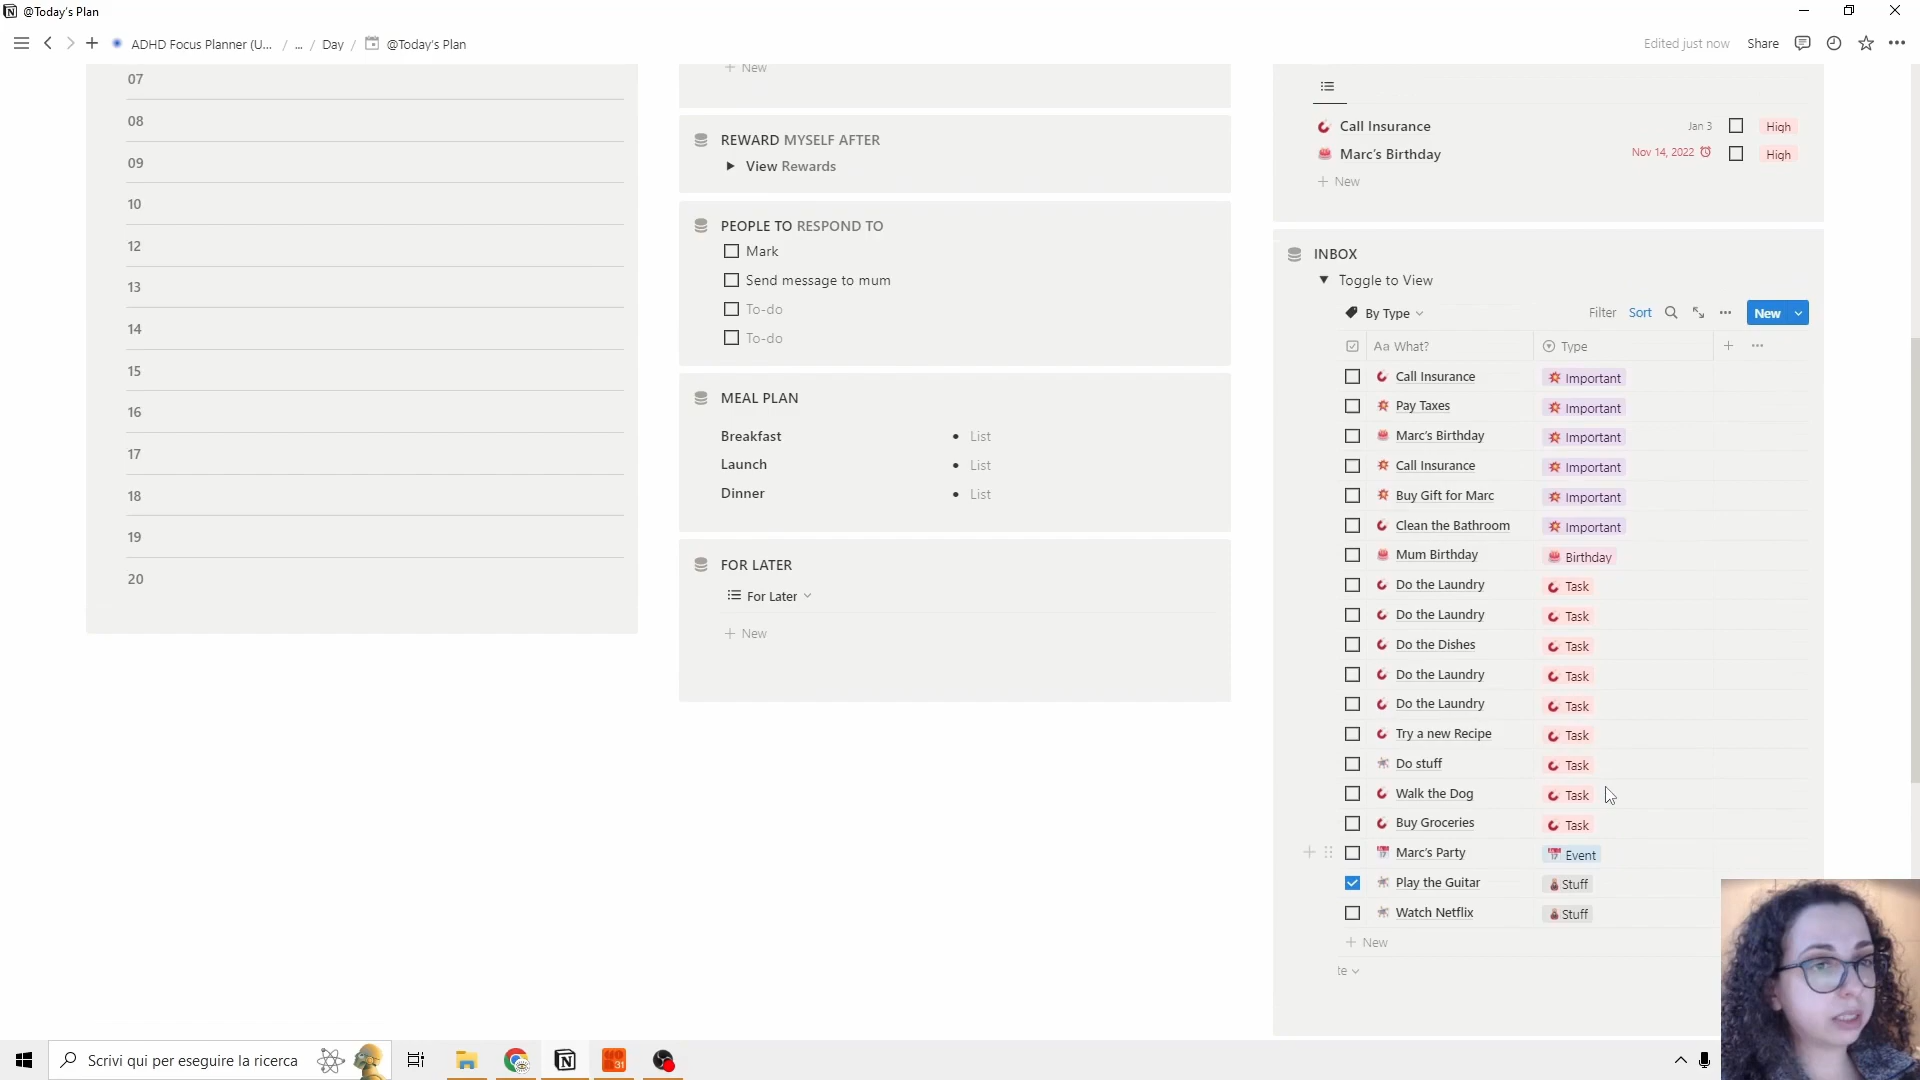 @Today's Plan
ADHD Focus Planner (U... / ... / Day / @Today's Plan
Edited just now
Share
07
08
09
10
12
13
14
15
16
17
18
19
20
+ New
REWARD MYSELF AFTER
View Rewards
PEOPLE TO RESPOND TO
Mark
Send message to mum
To-do
To-do
MEAL PLAN
Breakfast
List
Launch
List
Dinner
List
FOR LATER
For Later
+ New
Call Insurance Jan 3 High
Marc's Birthday Nov 14, 2022 High
+ New
INBOX
Toggle to View
By Type Filter Sort New
Aa What? Type
Call Insurance Important
Pay Taxes Important
Marc's Birthday Important
Call Insurance Important
Buy Gift for Marc Important
Clean the Bathroom Important
Mum Birthday Birthday
Do the Laundry Task
Do the Laundry Task
Do the Dishes Task
Do the Laundry Task
Do the Laundry Task
Try a new Recipe Task
Do stuff Task
Walk the Dog Task
Buy Groceries Task
Marc's Party Event
Play the Guitar Stuff
Watch Netflix Stuff
+ New
te
Scrivi qui per eseguire la ricerca
31